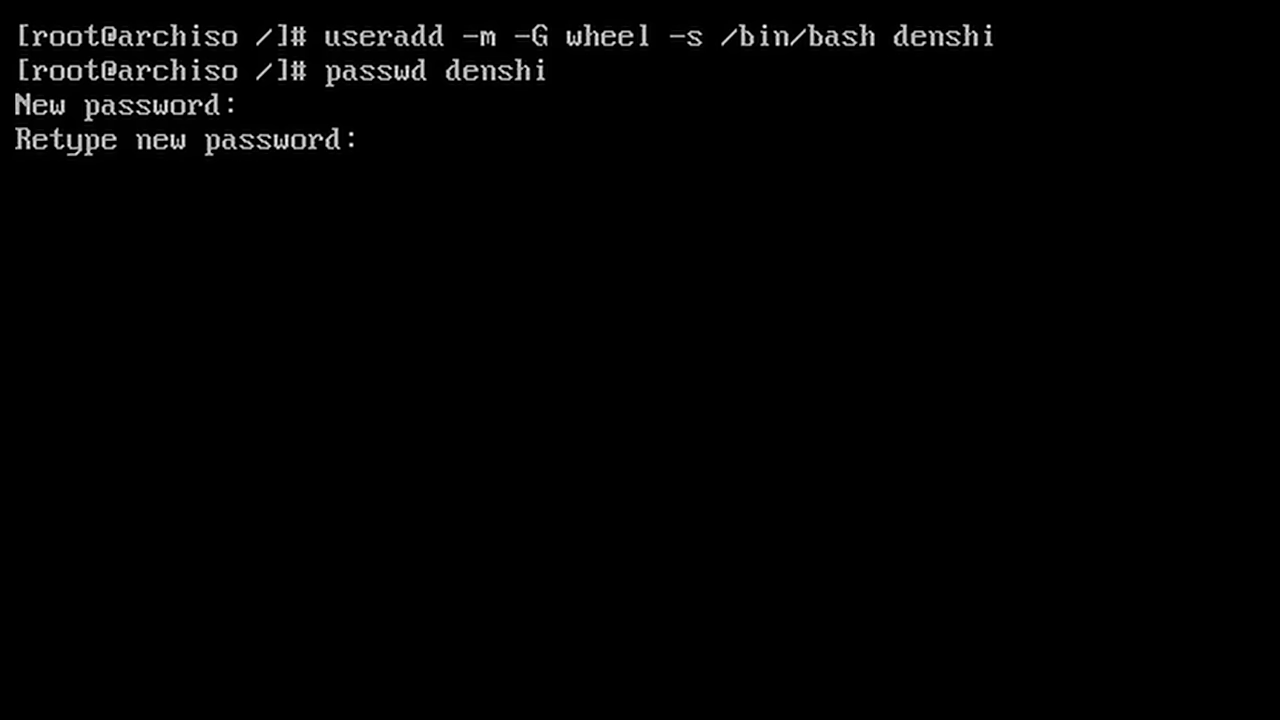 [root@archiso /]# useradd -m -G wheel -s /bin/bash denshi
[root@archiso /]# passwd denshi
New password:
Retype new password: